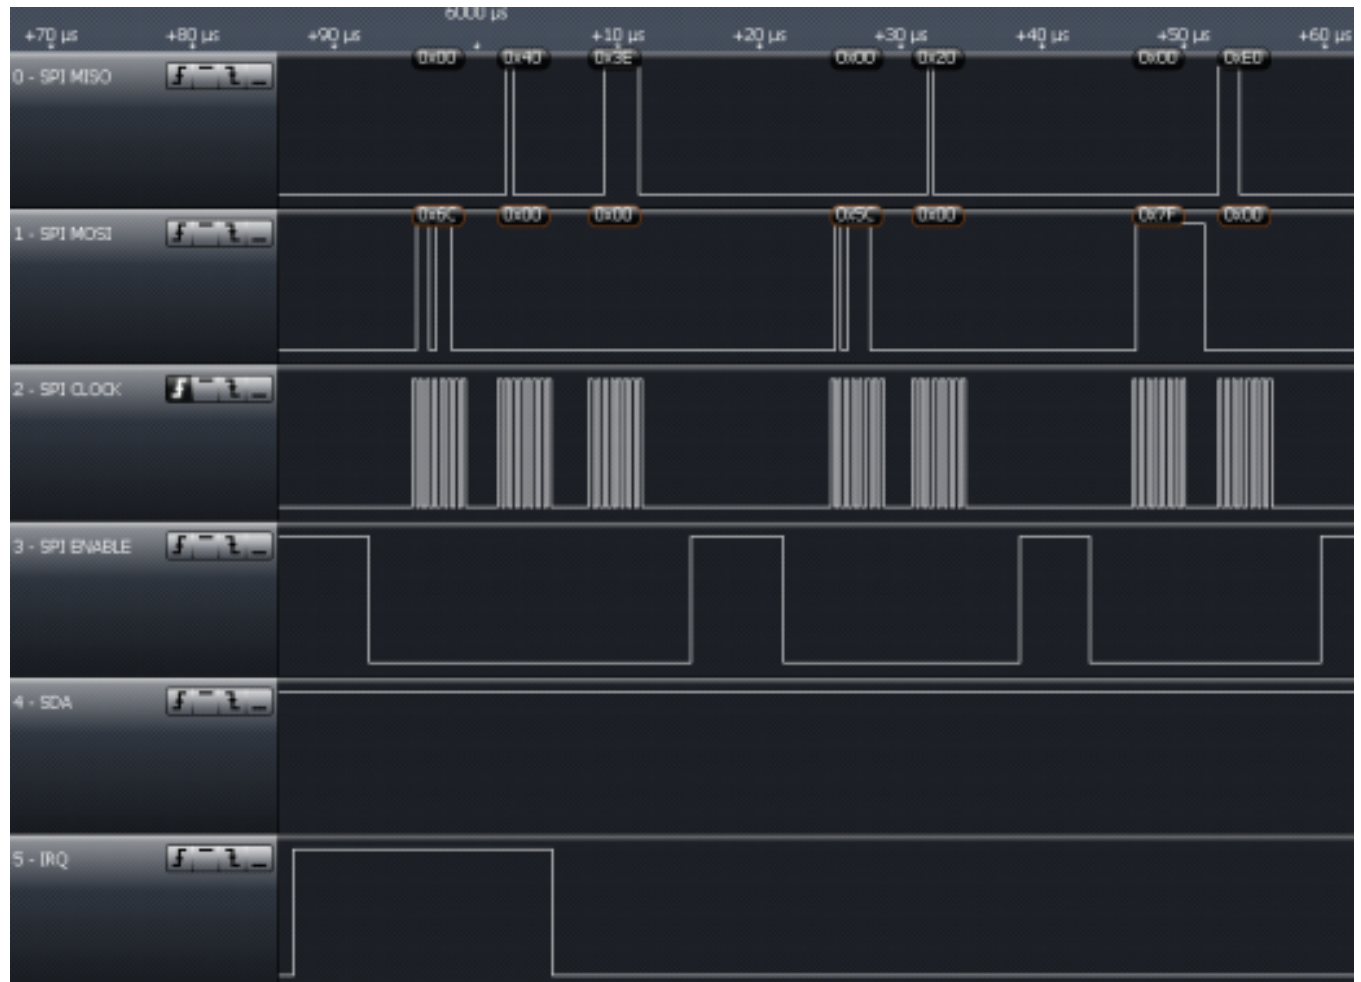 6000 µs
+70 µs +80 µs +90 µs +10 µs +20 µs +30 µs +40 µs +50 µs +60 µs
0 - SPI MISO 0x00 0x40 0x3E 0x00 0x20 0x00 0xE0
1 - SPI MOSI 0x6C 0x00 0x00 0x5C 0x00 0x7F 0x00
2 - SPI CLOCK
3 - SPI ENABLE
4 - SDA
5 - IRQ